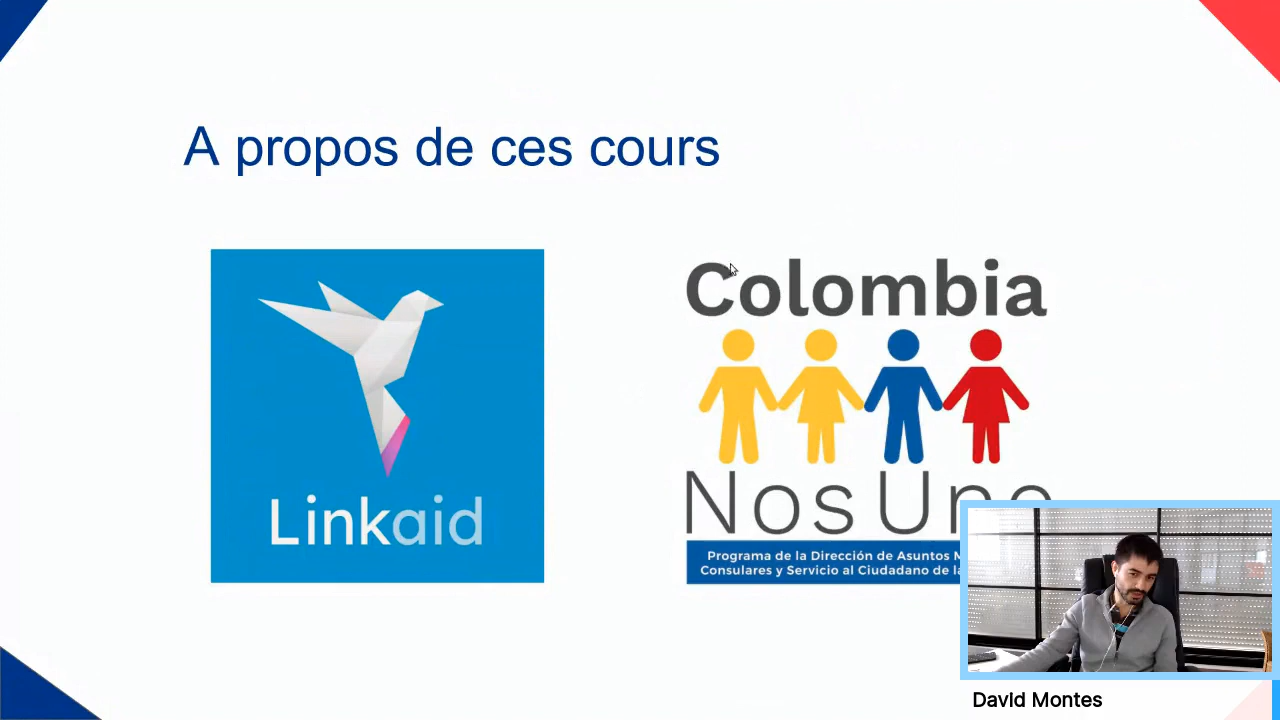 A propos de ces cours
Linkaid
Colombia
Nos Une
Programa de la Dirección de Asuntos
Consulares y Servicio al Ciudadano de la
David Montes